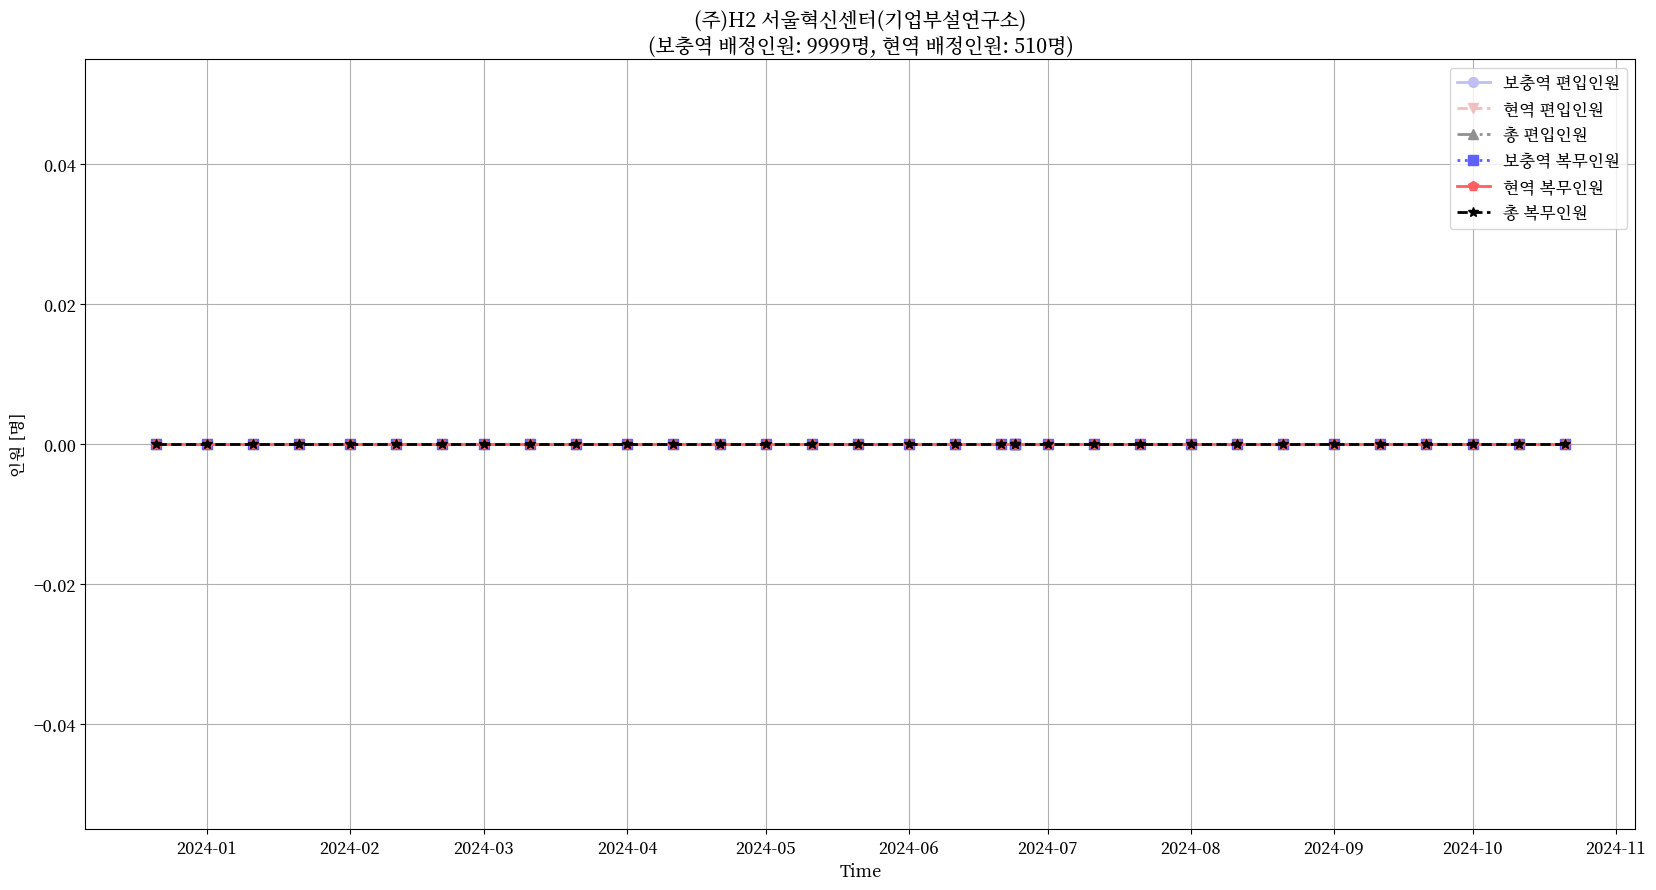 (주)H2 서울혁신센터(기업부설연구소)
(보충역 배정인원: 9999명, 현역 배정인원: 510명)
보충역 편입인원
현역 편입인원
총 편입인원
보충역 복무인원
현역 복무인원
총 복무인원
인원 [명]
0.04
0.02
0.00
−0.02
−0.04
2024-01 2024-02 2024-03 2024-04 2024-05 2024-06 2024-07 2024-08 2024-09 2024-10 2024-11
Time